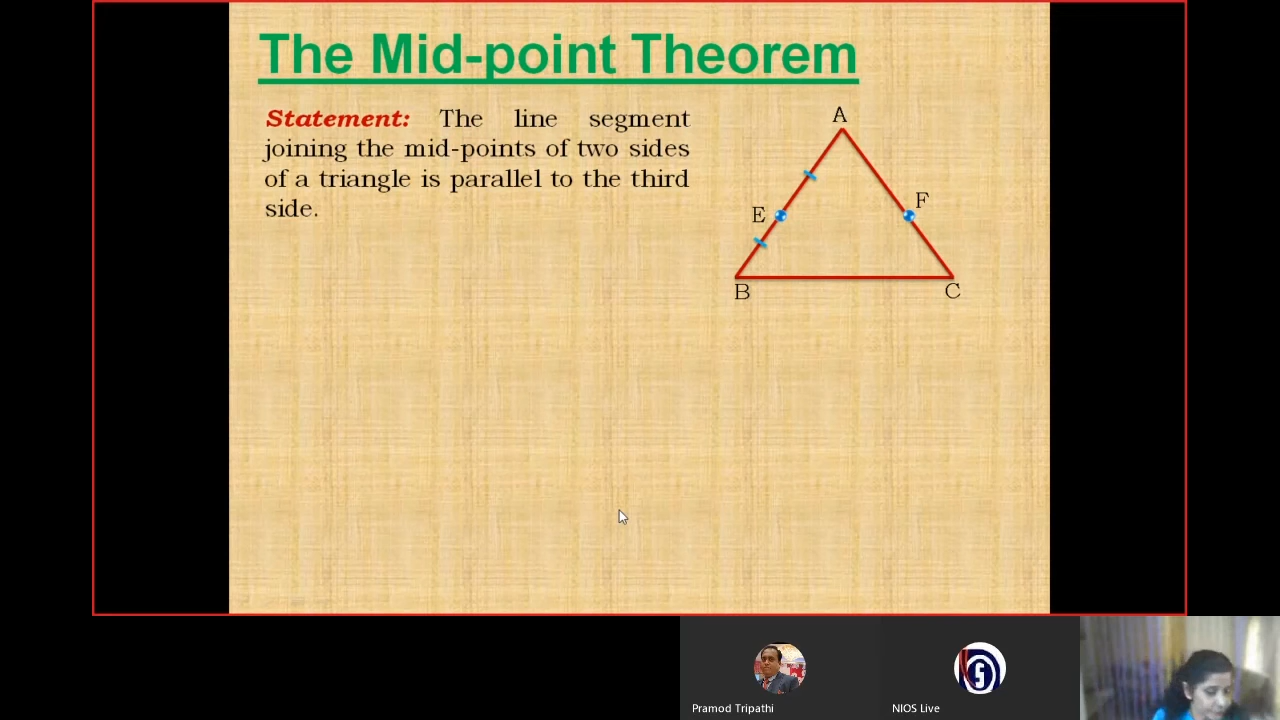 The Mid-point Theorem
Statement: The line segment
joining the mid-points of two sides
of a triangle is parallel to the third
side.
A
E
F
B
C
Pramod Tripathi
NIOS Live